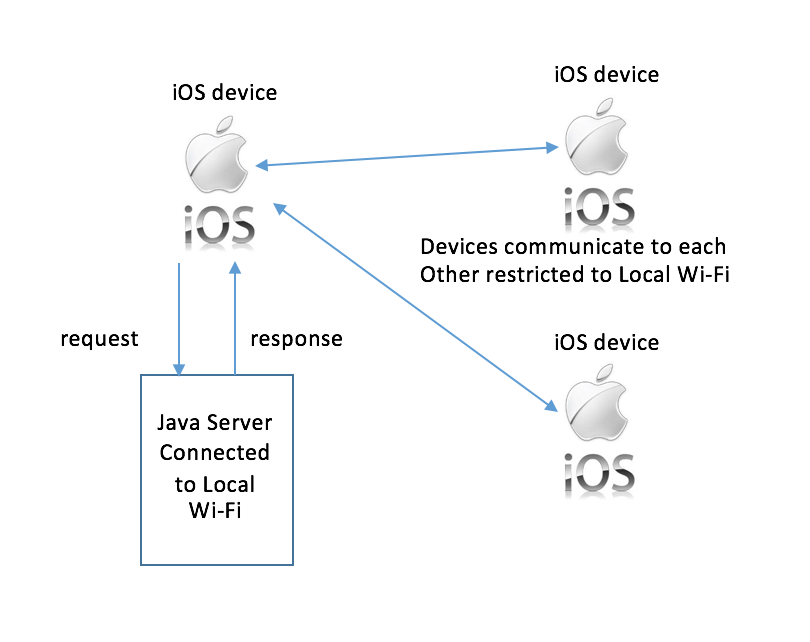 iOS device
iOS
iOS device
iOS
Devices communicate to each
Other restricted to Local Wi-Fi
request
response
iOS device
iOS
Java Server
Connected
to Local
Wi-Fi